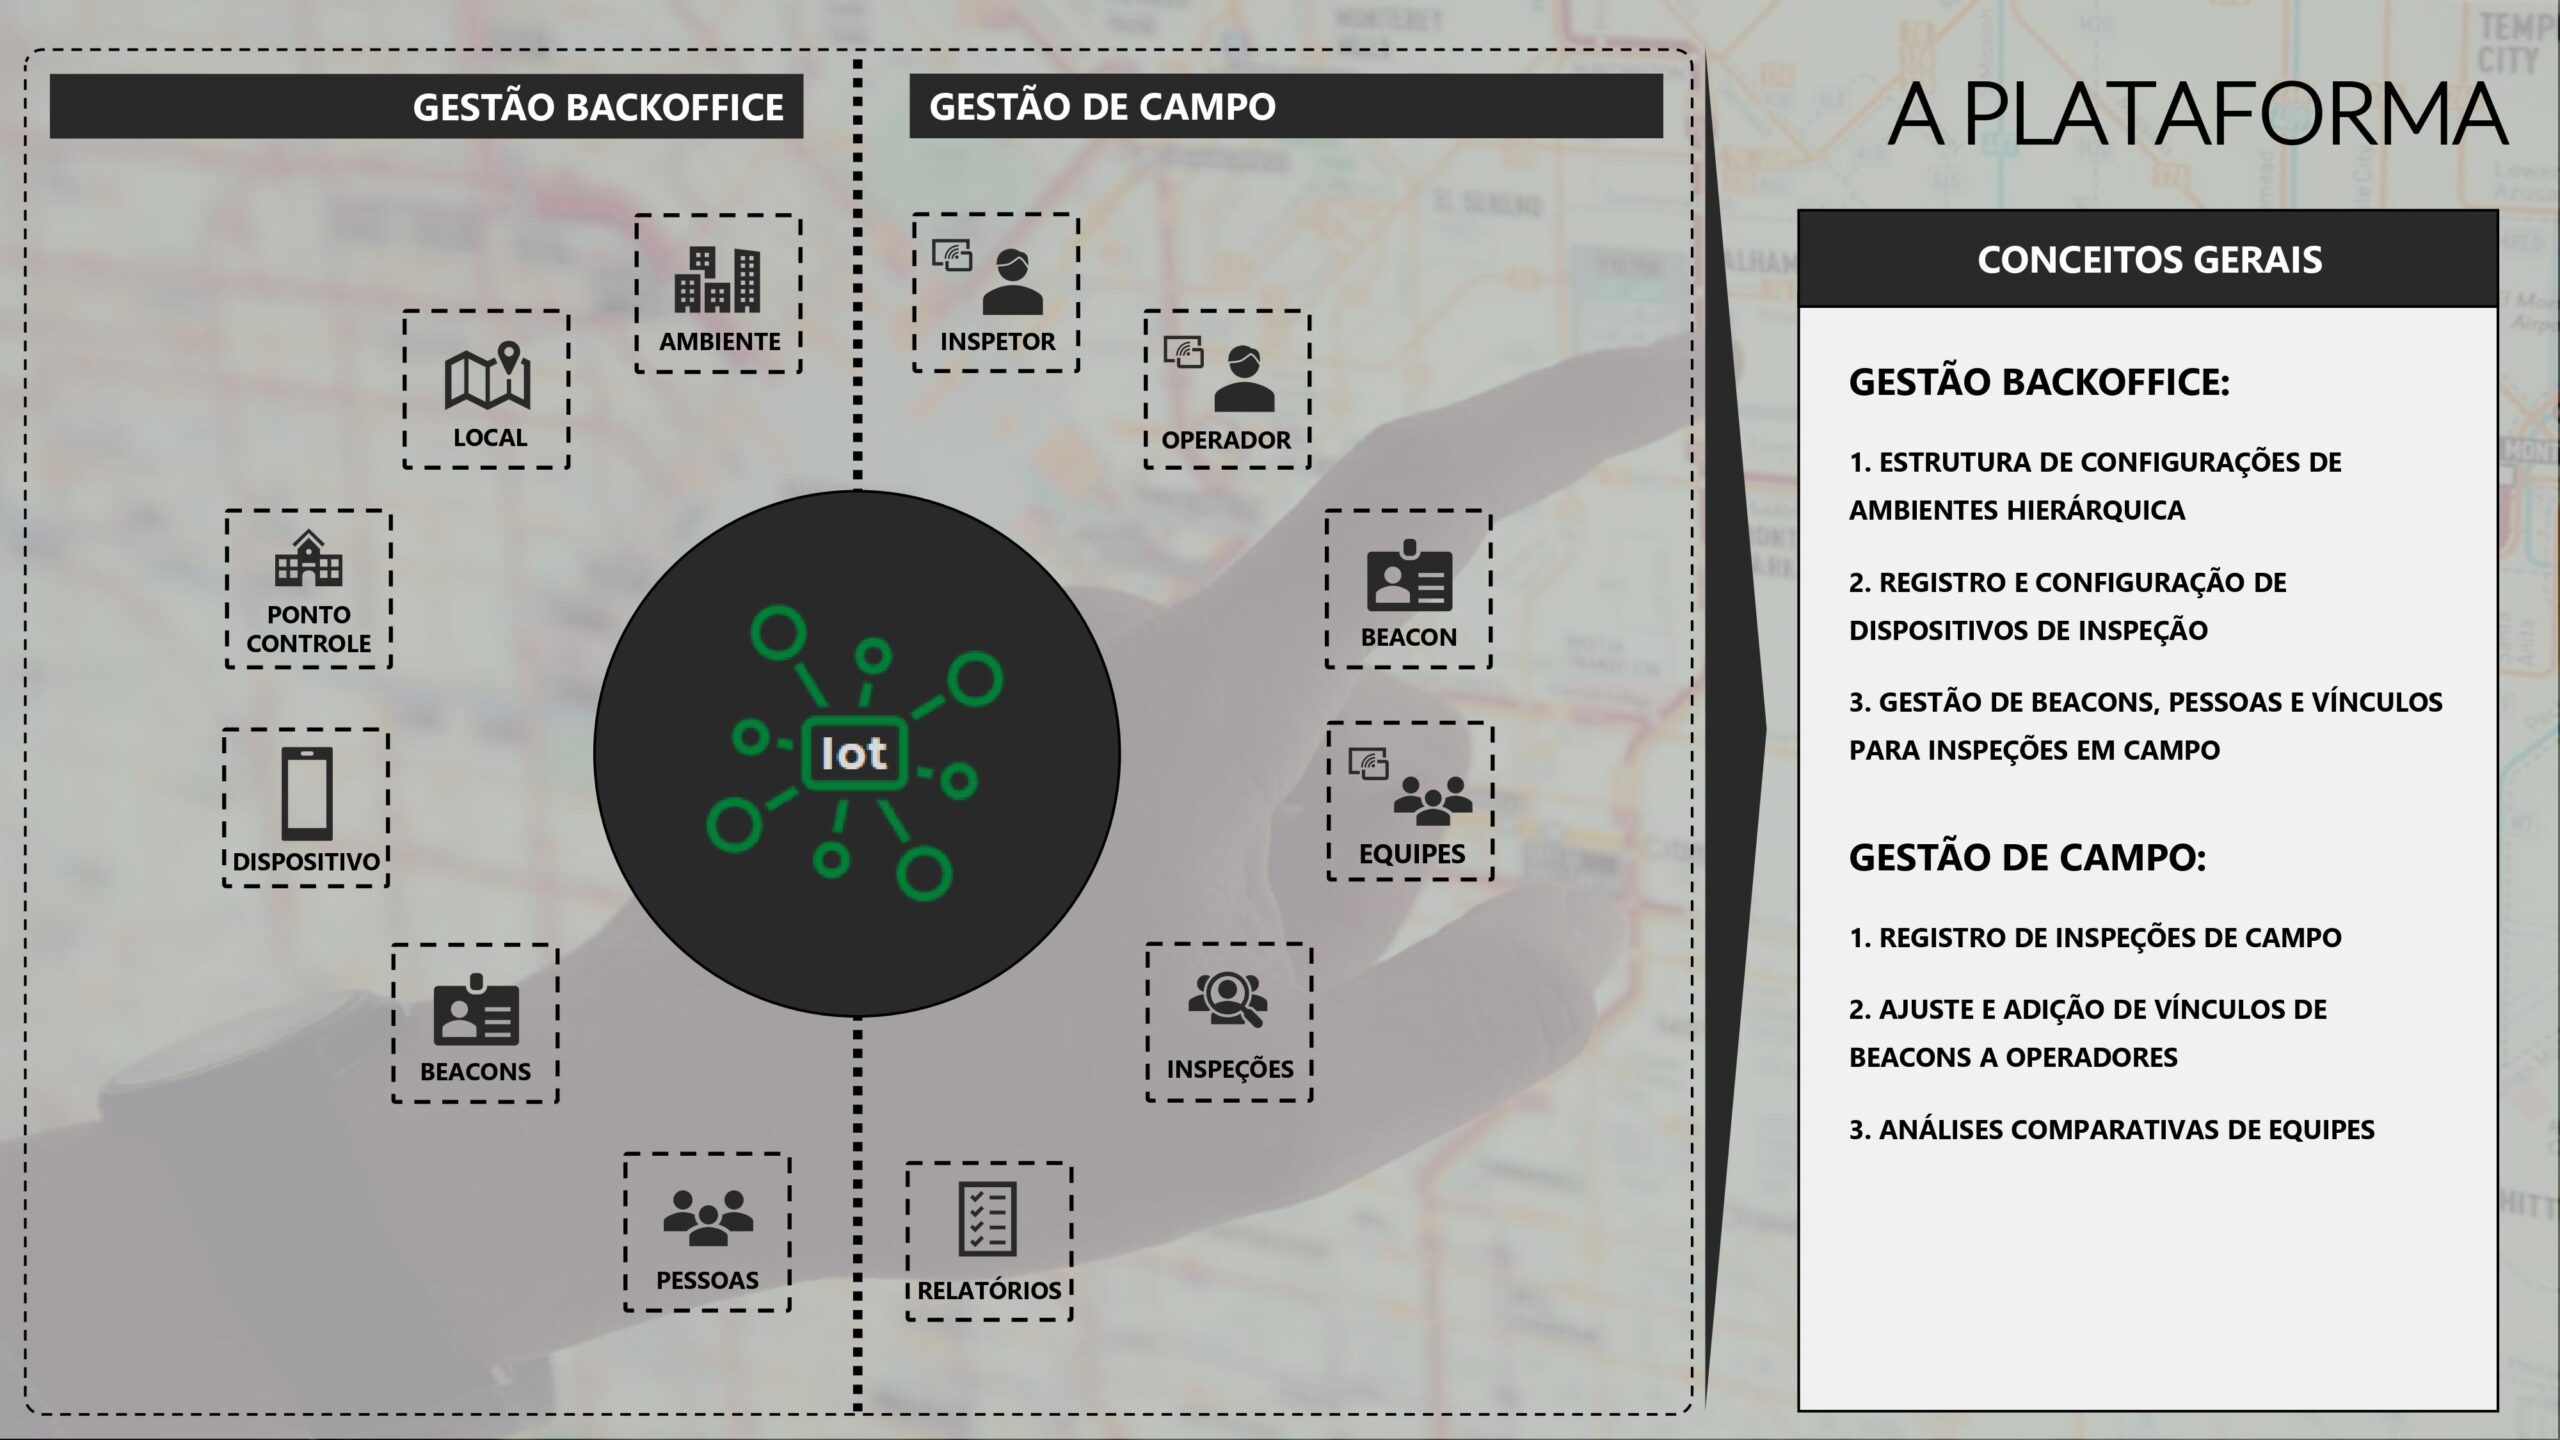 GESTÃO BACKOFFICE
GESTÃO DE CAMPO
A PLATAFORMA
AMBIENTE
INSPETOR
LOCAL
OPERADOR
PONTO
CONTROLE
BEACON
DISPOSITIVO
EQUIPES
BEACONS
INSPEÇÕES
PESSOAS
RELATÓRIOS
Iot
CONCEITOS GERAIS
GESTÃO BACKOFFICE:
1. ESTRUTURA DE CONFIGURAÇÕES DE
AMBIENTES HIERÁRQUICA
2. REGISTRO E CONFIGURAÇÃO DE
DISPOSITIVOS DE INSPEÇÃO
3. GESTÃO DE BEACONS, PESSOAS E VÍNCULOS
PARA INSPEÇÕES EM CAMPO
GESTÃO DE CAMPO:
1. REGISTRO DE INSPEÇÕES DE CAMPO
2. AJUSTE E ADIÇÃO DE VÍNCULOS DE
BEACONS A OPERADORES
3. ANÁLISES COMPARATIVAS DE EQUIPES
EL SERENO
CITY